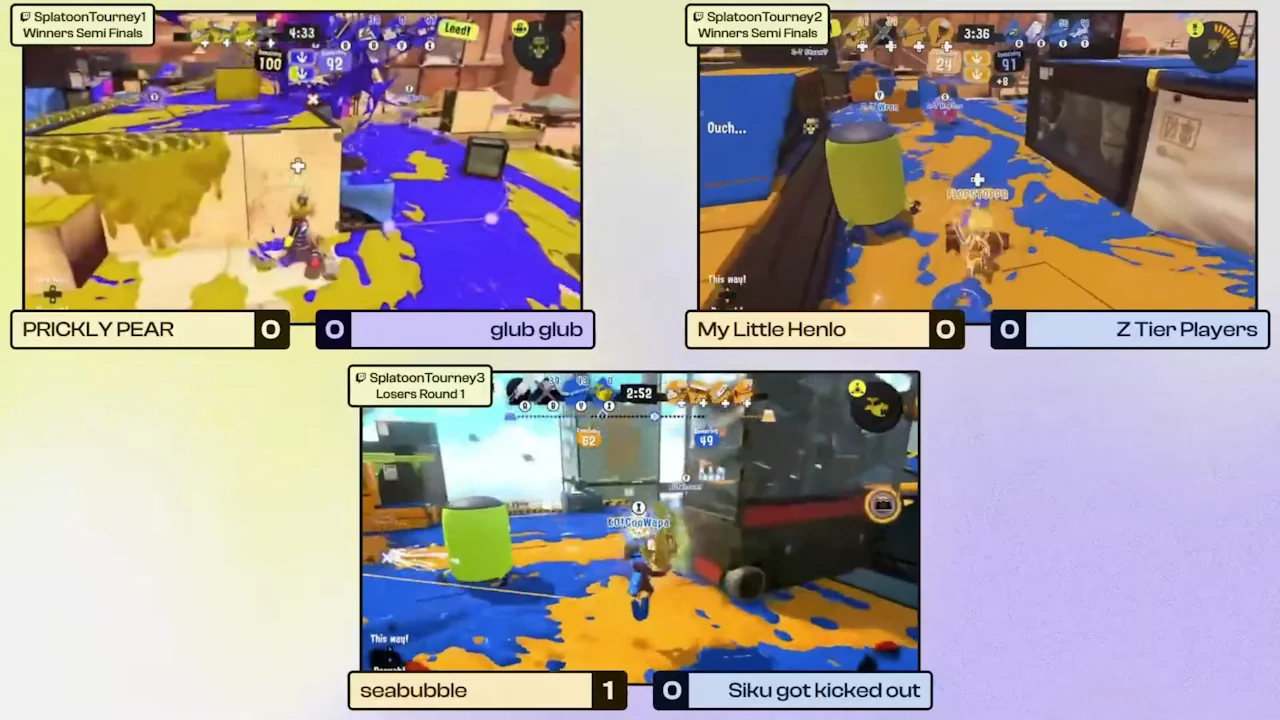 SplatoonTourney1
Winners Semi Finals
4:33
Lead!
100
92
PRICKLY PEAR
0
0
glub glub
SplatoonTourney2
Winners Semi Finals
3:36
24
91
+8
Ouch...
FLOPSTOPPA
This way!
My Little Henlo
0
0
Z Tier Players
SplatoonTourney3
Losers Round 1
2:52
62
49
This way!
seabubble
1
0
Siku got kicked out